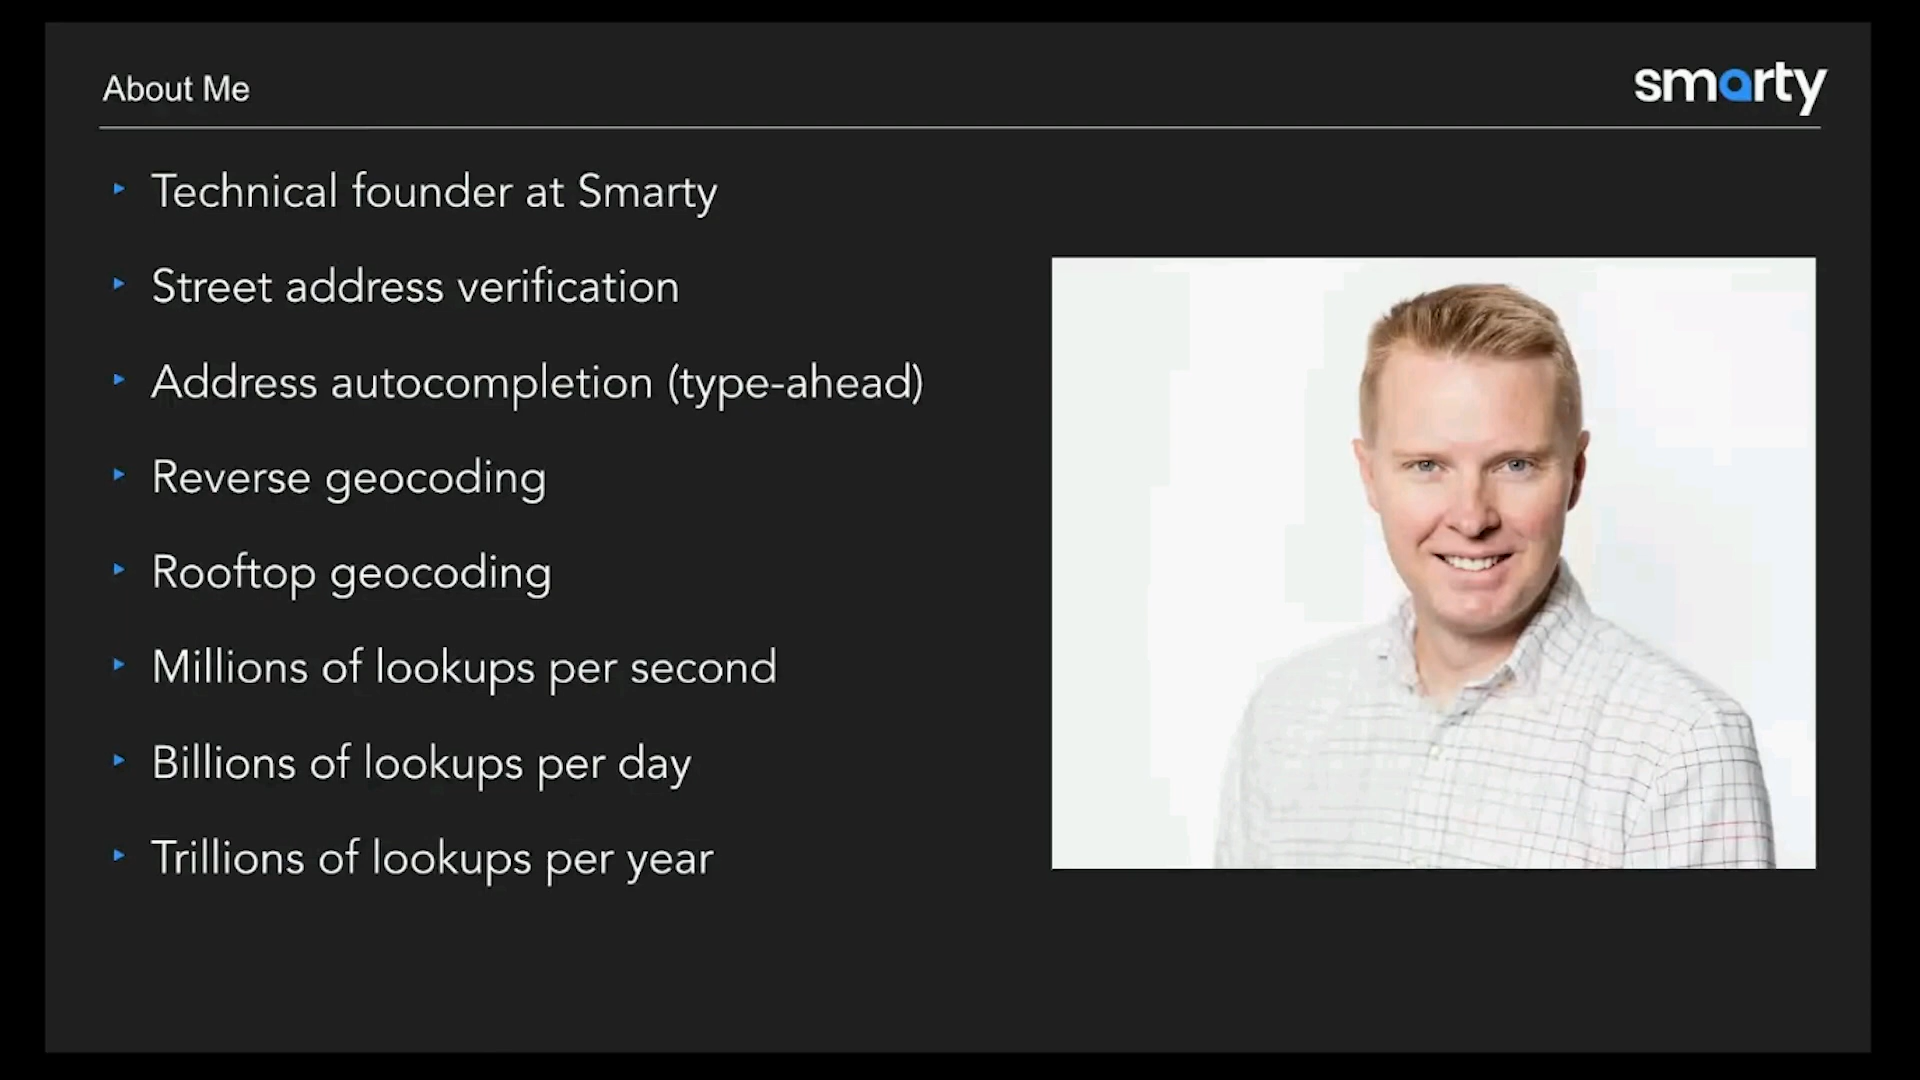 About Me
smarty
Technical founder at Smarty
Street address verification
Address autocompletion (type-ahead)
Reverse geocoding
Rooftop geocoding
Millions of lookups per second
Billions of lookups per day
Trillions of lookups per year